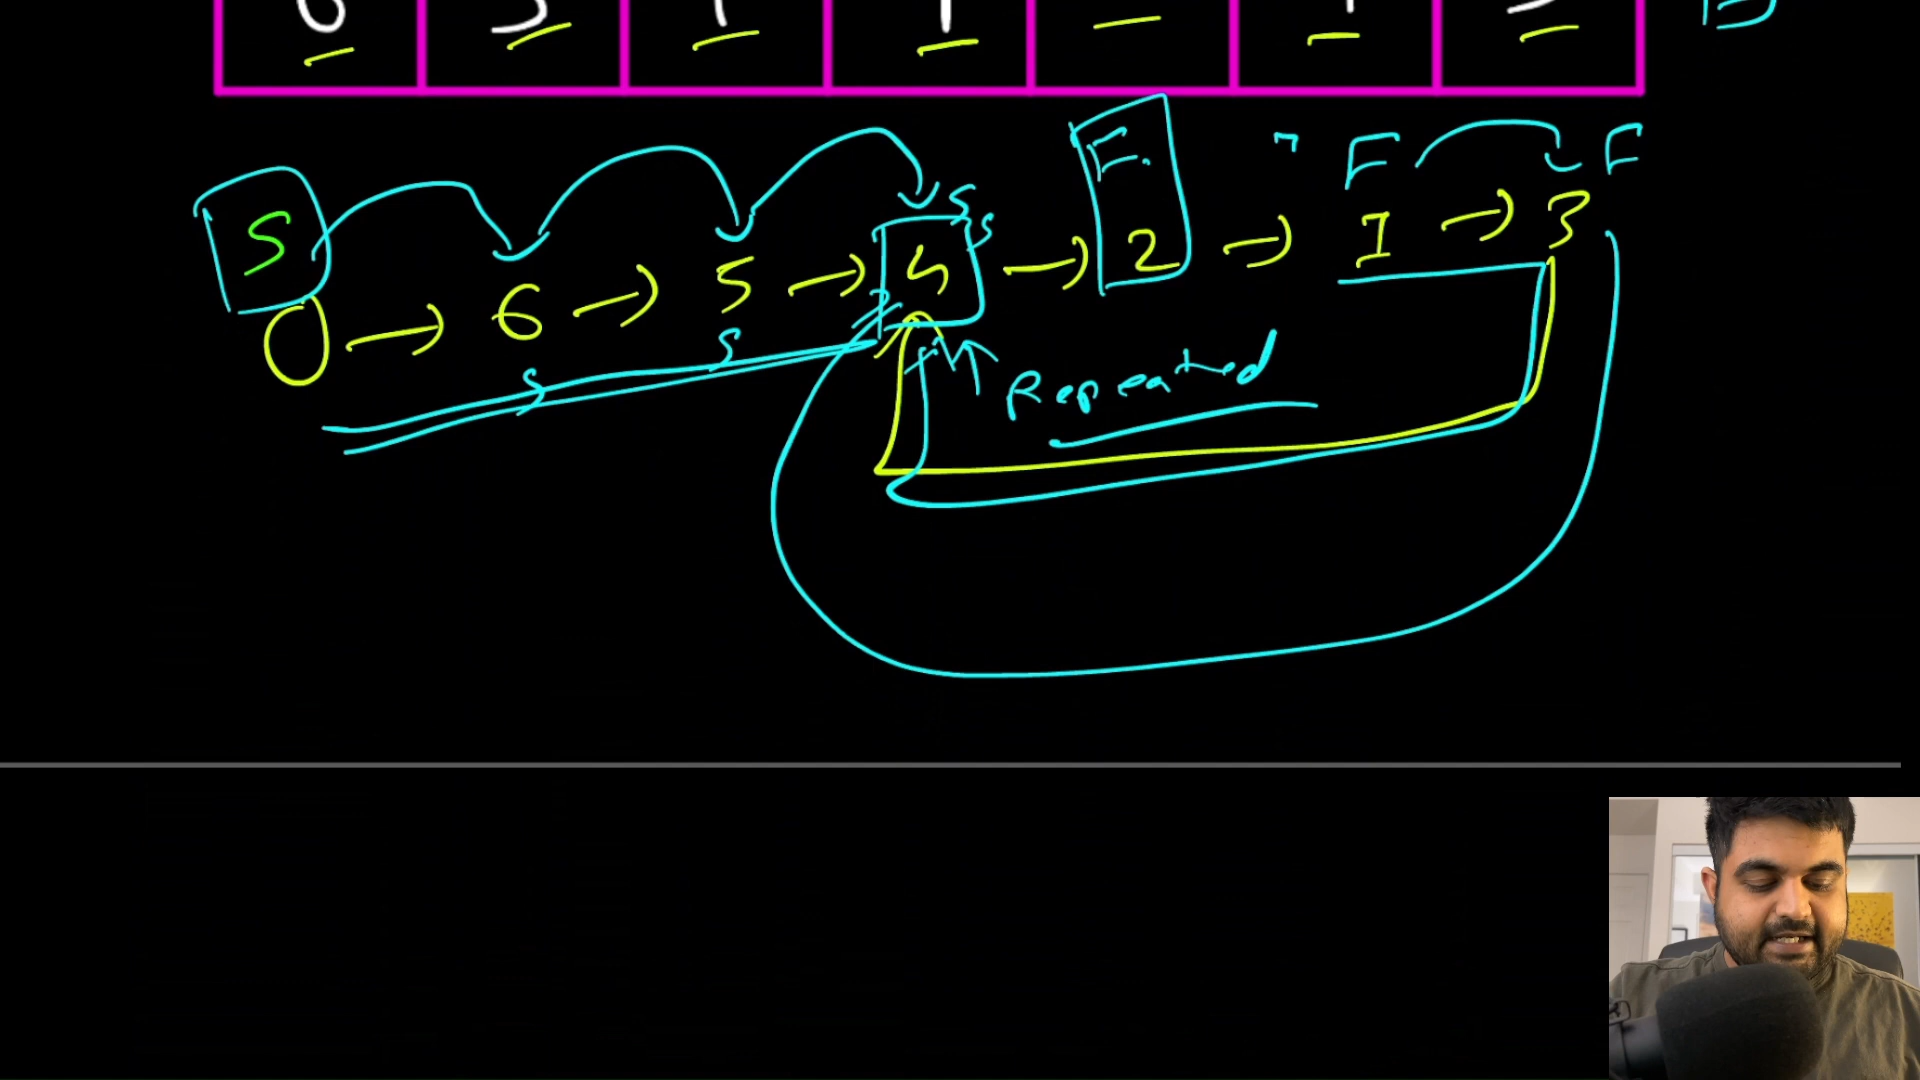 S
F.
F
F
S
S
0 → 6 → 5 → 4 → 2 → 1 → 3
S
S
Repeated